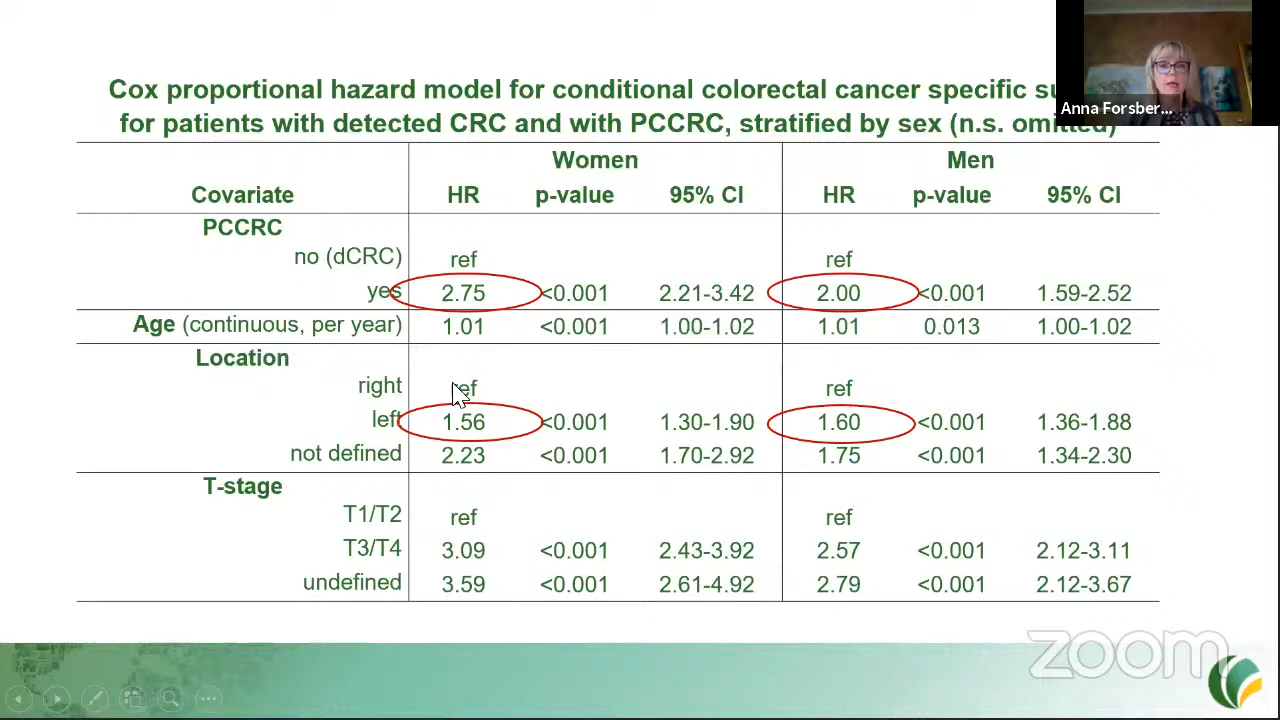 Cox proportional hazard model for conditional colorectal cancer specific
for patients with detected CRC and with PCCRC, stratified by sex (n.s. omitted)
Anna Forsber...
Women Men
Covariate HR p-value 95% CI HR p-value 95% CI
PCCRC
no (dCRC) ref ref
yes 2.75 <0.001 2.21-3.42 2.00 <0.001 1.59-2.52
Age (continuous, per year) 1.01 <0.001 1.00-1.02 1.01 0.013 1.00-1.02
Location
right ref ref
left 1.56 <0.001 1.30-1.90 1.60 <0.001 1.36-1.88
not defined 2.23 <0.001 1.70-2.92 1.75 <0.001 1.34-2.30
T-stage
T1/T2 ref ref
T3/T4 3.09 <0.001 2.43-3.92 2.57 <0.001 2.12-3.11
undefined 3.59 <0.001 2.61-4.92 2.79 <0.001 2.12-3.67
zoom